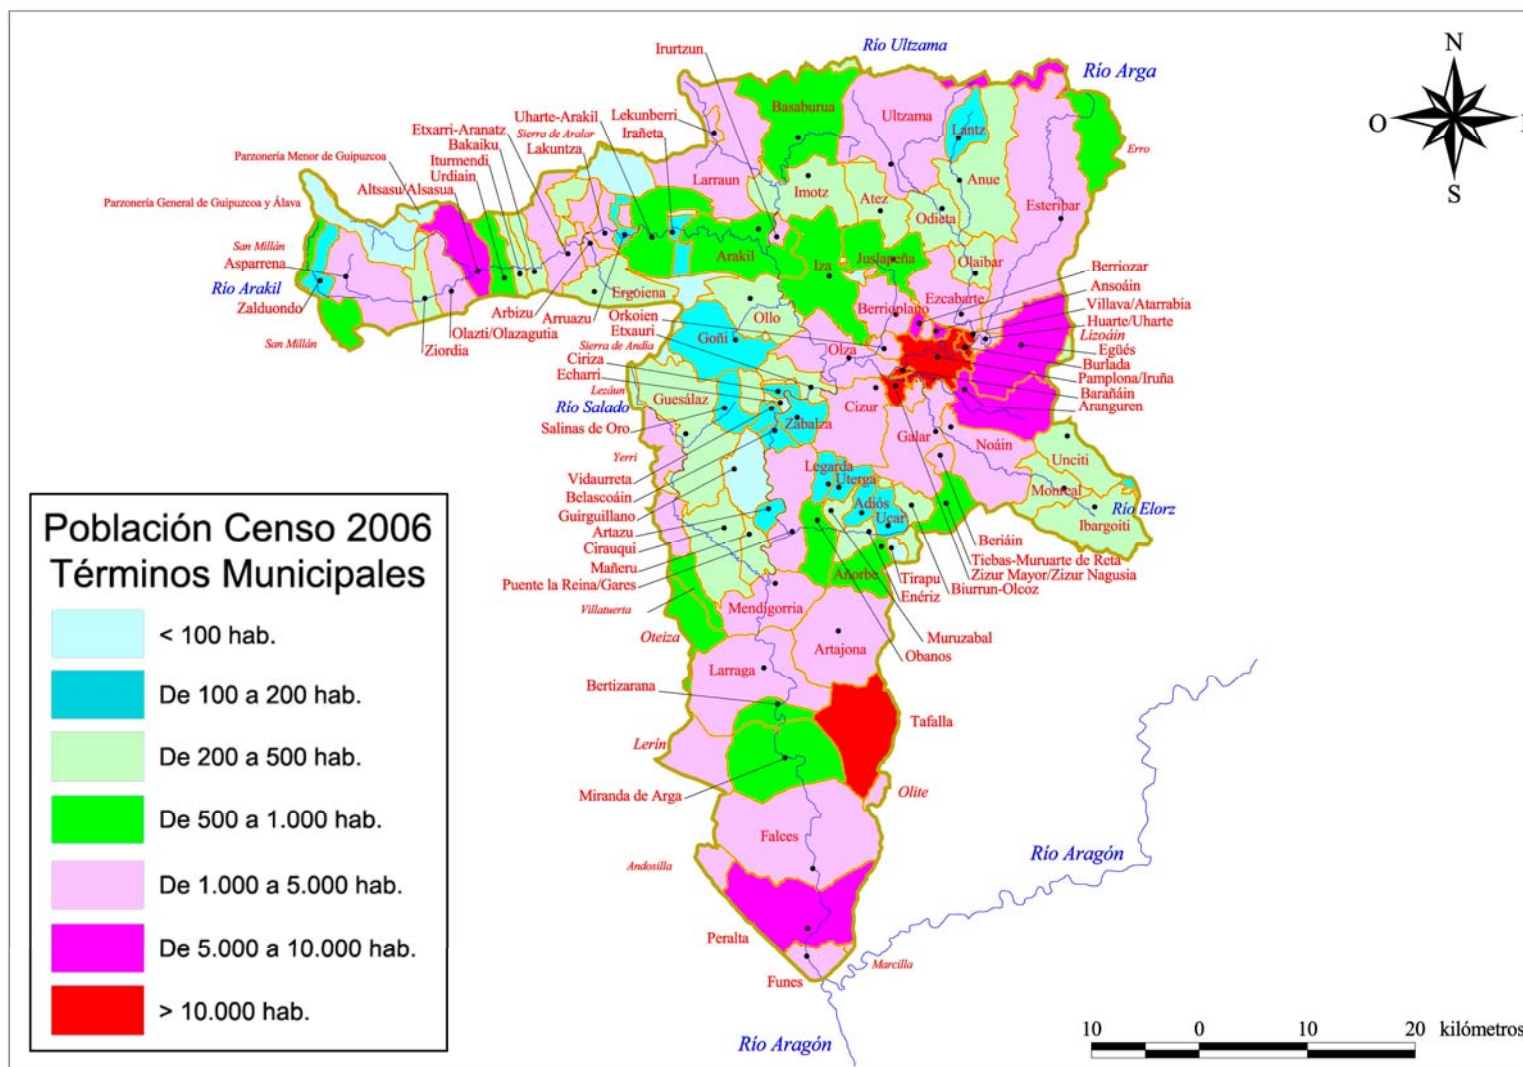 Río Ultzama
Irurtzun
N
Río Arga
O
S
Basaburua
Ultzama
Lantz
Uharte-Arakil
Lekunberri
Etxarri-Aranatz
Sierra de Aralar
Irañeta
Bakaiku
Lakuntza
Parzonería Menor de Guipuzcoa
Iturmendi
Urdiain
Altsasu/Alsasua
Erro
Larraun
Imotz
Atez
Anue
Odieta
Esteribar
Parzonería General de Guipuzcoa y Álava
San Millán
Asparrena
Río Arakil
Zalduondo
San Millán
Arakil
Iza
Juslapeña
Olaibar
Berriozar
Ansoáin
Villava/Atarrabia
Huarte/Uharte
Lizoáin
Egüés
Burlada
Pamplona/Iruña
Barañáin
Aranguren
Ergoiena
Arbizu
Arruazu
Olazti/Olazagutia
Ziordia
Ollo
Orkoien
Etxauri
Goñi
Sierra de Andía
Ciriza
Echarri
Berrioplano
Ezcabarte
Olza
Lezáun
Guesálaz
Río Salado
Salinas de Oro
Zabalza
Cizur
Galar
Noáin
Unciti
Yerri
Vidaurreta
Belascoáin
Guirguillano
Artazu
Cirauqui
Mañeru
Puente la Reina/Gares
Villatuerta
Legarda
Uterga
Adiós
Uçar
Monreal
Río Elorz
Ibargoiti
Beriáin
Tiebas-Muruarte de Reta
Zizur Mayor/Zizur Nagusia
Biurrun-Olcoz
Tirapu
Enériz
Añorbe
Muruzabal
Obanos
Mendigorria
Oteiza
Artajona
Larraga
Bertizarana
Tafalla
Lerín
Miranda de Arga
Olite
Falces
Andosilla
Río Aragón
Peralta
Marcilla
Funes
Río Aragón
Población Censo 2006
Términos Municipales
< 100 hab.
De 100 a 200 hab.
De 200 a 500 hab.
De 500 a 1.000 hab.
De 1.000 a 5.000 hab.
De 5.000 a 10.000 hab.
> 10.000 hab.
10 0 10 20 kilómetros